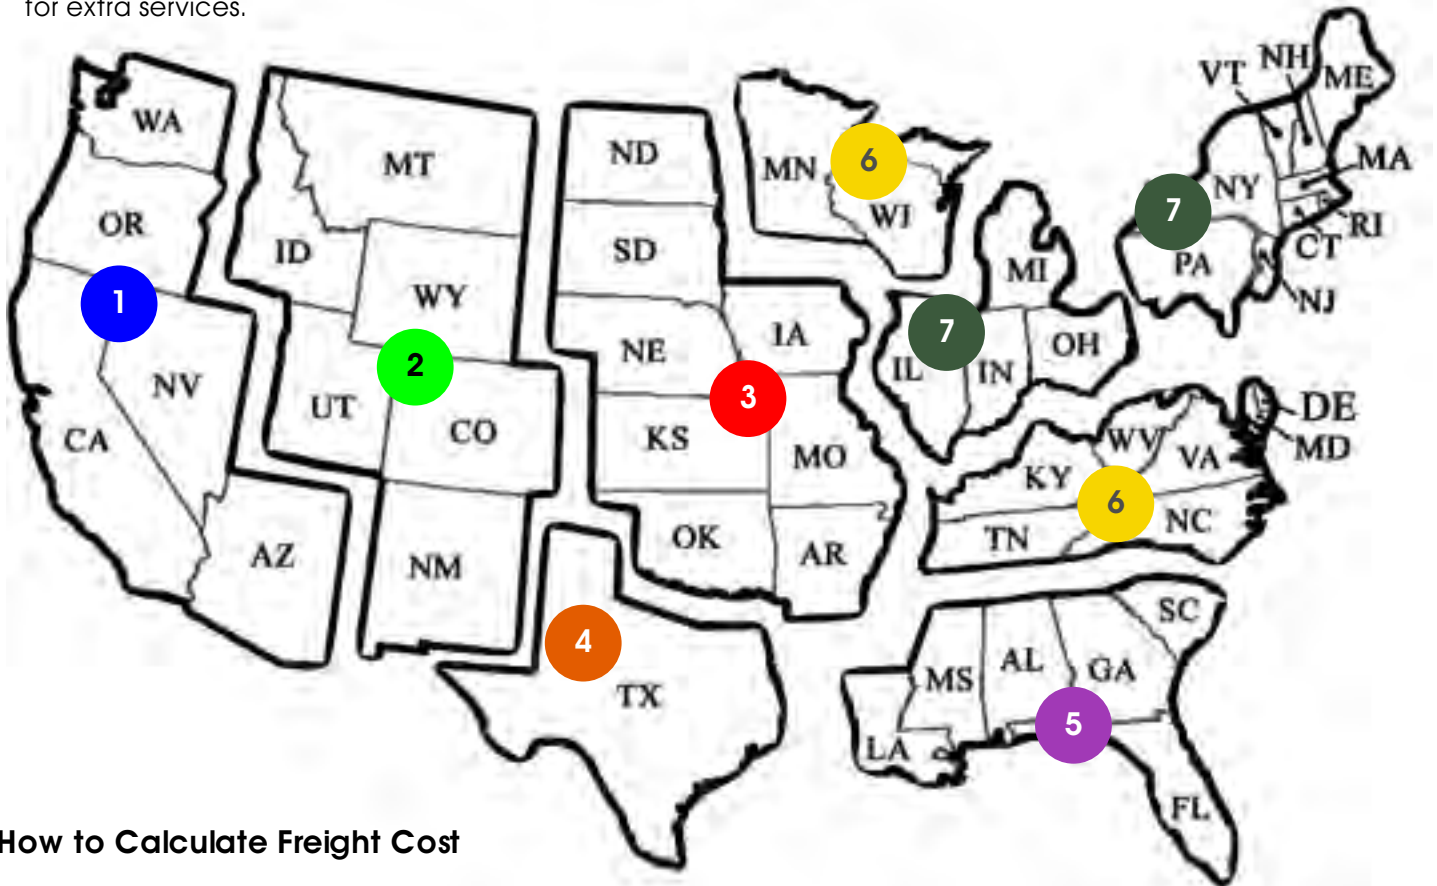 for extra services.
WA
OR
CA
NV
AZ
1
MT
ID
WY
UT
CO
NM
2
ND
SD
NE
IA
KS
MO
OK
AR
3
TX
4
MN
WI
6
MI
IL
IN
OH
7
VT
NH
ME
MA
NY
RI
CT
PA
NJ
7
DE
MD
WV
VA
KY
TN
NC
6
SC
MS
AL
GA
LA
FL
5
How to Calculate Freight Cost